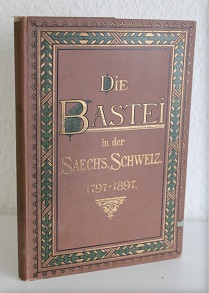 DIE
BASTEI
in der
SAECHS. SCHWEIZ.
1797-1897.